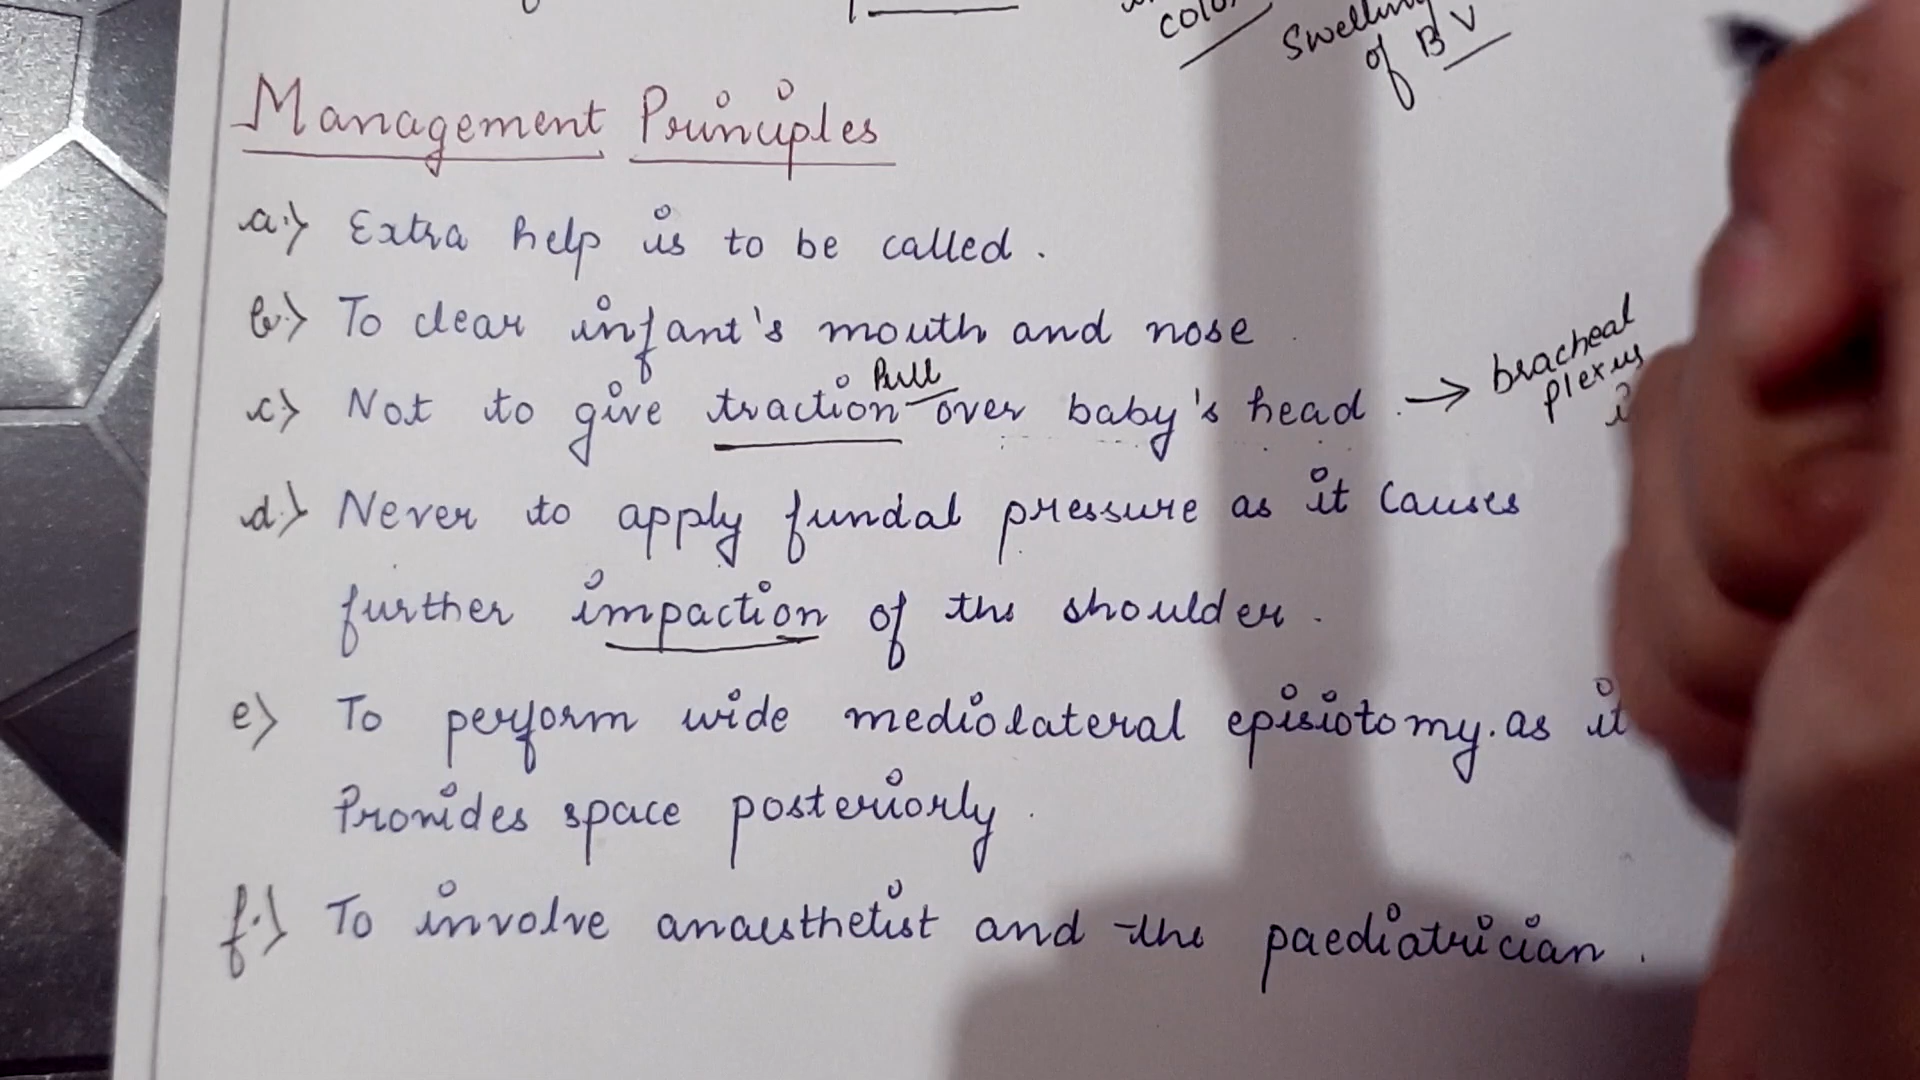 Swelling
of B V
Management Principles
a.) Extra help is to be called.
b.) To clear infant's mouth and nose.
Pull
c.) Not to give traction over baby's head. → bracheal
plexus
d.) Never to apply fundal pressure as it causes
further impaction of the shoulder.
e) To perform wide mediolateral episiotomy. as it
Provides space posteriorly.
f.) To involve anaesthetist and the paediatrician.